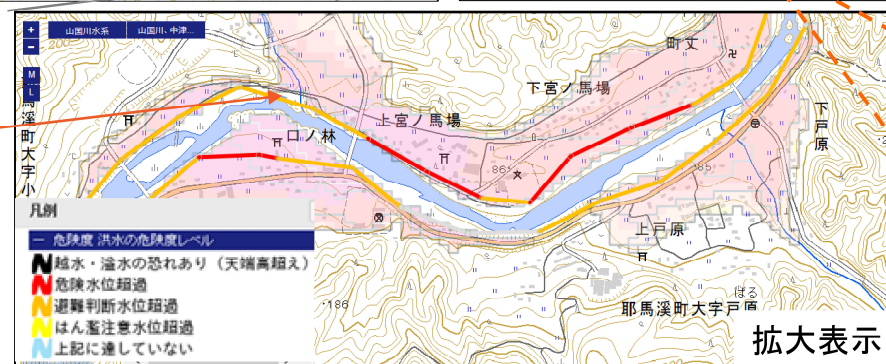 +
-
M
L
山国川水系
山国川、中津...
200
町丈
下宮ノ馬場
上宮ノ馬場
口ノ林
馬溪町大字小
下戸原
86
85
上戸原
凡例
危険度 洪水の危険度レベル
越水・溢水の恐れあり（天端高超え）
危険水位超過
避難判断水位超過
はん濫注意水位超過
上記に達していない
・186
ほる
耶馬溪町大字戸原
拡大表示